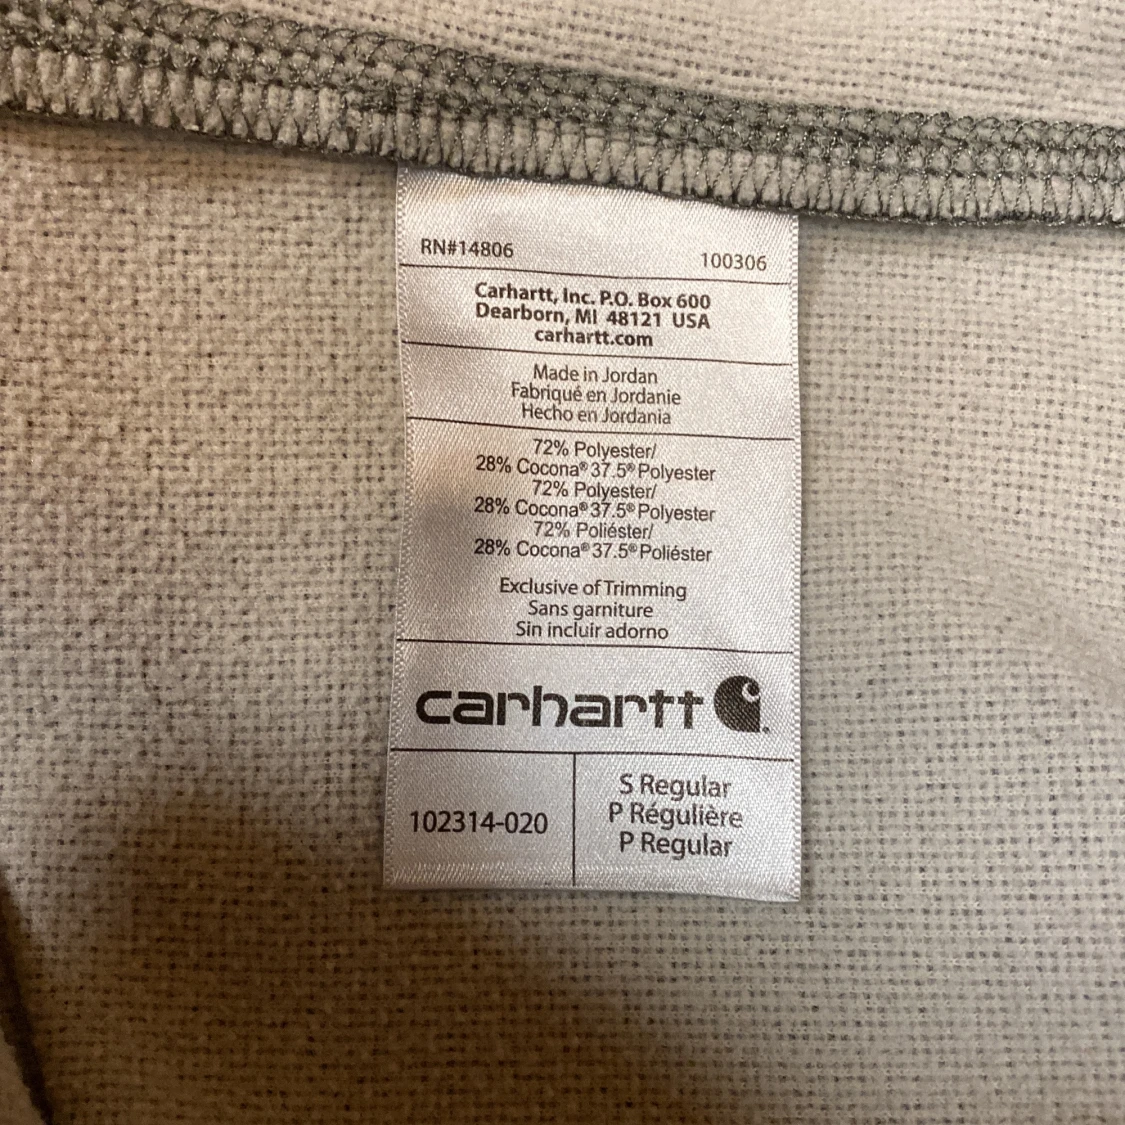 RN#14806 100306
Carhartt, Inc. P.O. Box 600
Dearborn, MI 48121 USA
carhartt.com
Made in Jordan
Fabriqué en Jordanie
Hecho en Jordania
72% Polyester/
28% Cocona® 37.5® Polyester
72% Polyester/
28% Cocona® 37.5® Polyester
72% Poliéster/
28% Cocona® 37.5® Poliéster
Exclusive of Trimming
Sans garniture
Sin incluir adorno
carhartt
102314-020
S Regular
P Régulière
P Regular